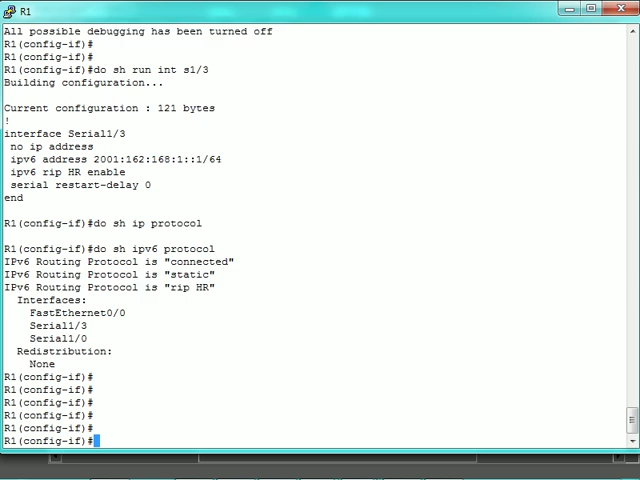 R1
All possible debugging has been turned off
R1(config-if)#
R1(config-if)#
R1(config-if)#do sh run int s1/3
Building configuration...
Current configuration : 121 bytes
!
interface Serial1/3
no ip address
ipv6 address 2001:162:168:1::1/64
ipv6 rip HR enable
serial restart-delay 0
end
R1(config-if)#do sh ip protocol
R1(config-if)#do sh ipv6 protocol
IPv6 Routing Protocol is "connected"
IPv6 Routing Protocol is "static"
IPv6 Routing Protocol is "rip HR"
Interfaces:
FastEthernet0/0
Serial1/3
Serial1/0
Redistribution:
None
R1(config-if)#
R1(config-if)#
R1(config-if)#
R1(config-if)#
R1(config-if)#
R1(config-if)#